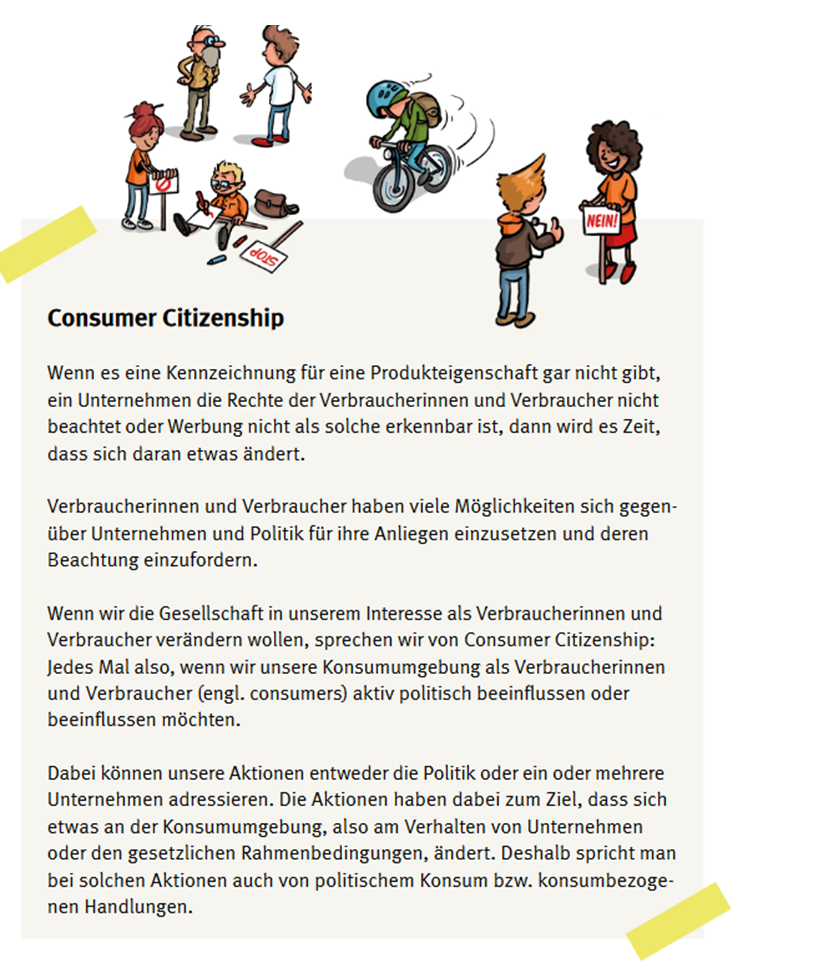 NEIN!
STOP
Consumer Citizenship
Wenn es eine Kennzeichnung für eine Produkteigenschaft gar nicht gibt,
ein Unternehmen die Rechte der Verbraucherinnen und Verbraucher nicht
beachtet oder Werbung nicht als solche erkennbar ist, dann wird es Zeit,
dass sich daran etwas ändert.
Verbraucherinnen und Verbraucher haben viele Möglichkeiten sich gegen-
über Unternehmen und Politik für ihre Anliegen einzusetzen und deren
Beachtung einzufordern.
Wenn wir die Gesellschaft in unserem Interesse als Verbraucherinnen und
Verbraucher verändern wollen, sprechen wir von Consumer Citizenship:
Jedes Mal also, wenn wir unsere Konsumumgebung als Verbraucherinnen
und Verbraucher (engl. consumers) aktiv politisch beeinflussen oder
beeinflussen möchten.
Dabei können unsere Aktionen entweder die Politik oder ein oder mehrere
Unternehmen adressieren. Die Aktionen haben dabei zum Ziel, dass sich
etwas an der Konsumumgebung, also am Verhalten von Unternehmen
oder den gesetzlichen Rahmenbedingungen, ändert. Deshalb spricht man
bei solchen Aktionen auch von politischem Konsum bzw. konsumbezoge-
nen Handlungen.